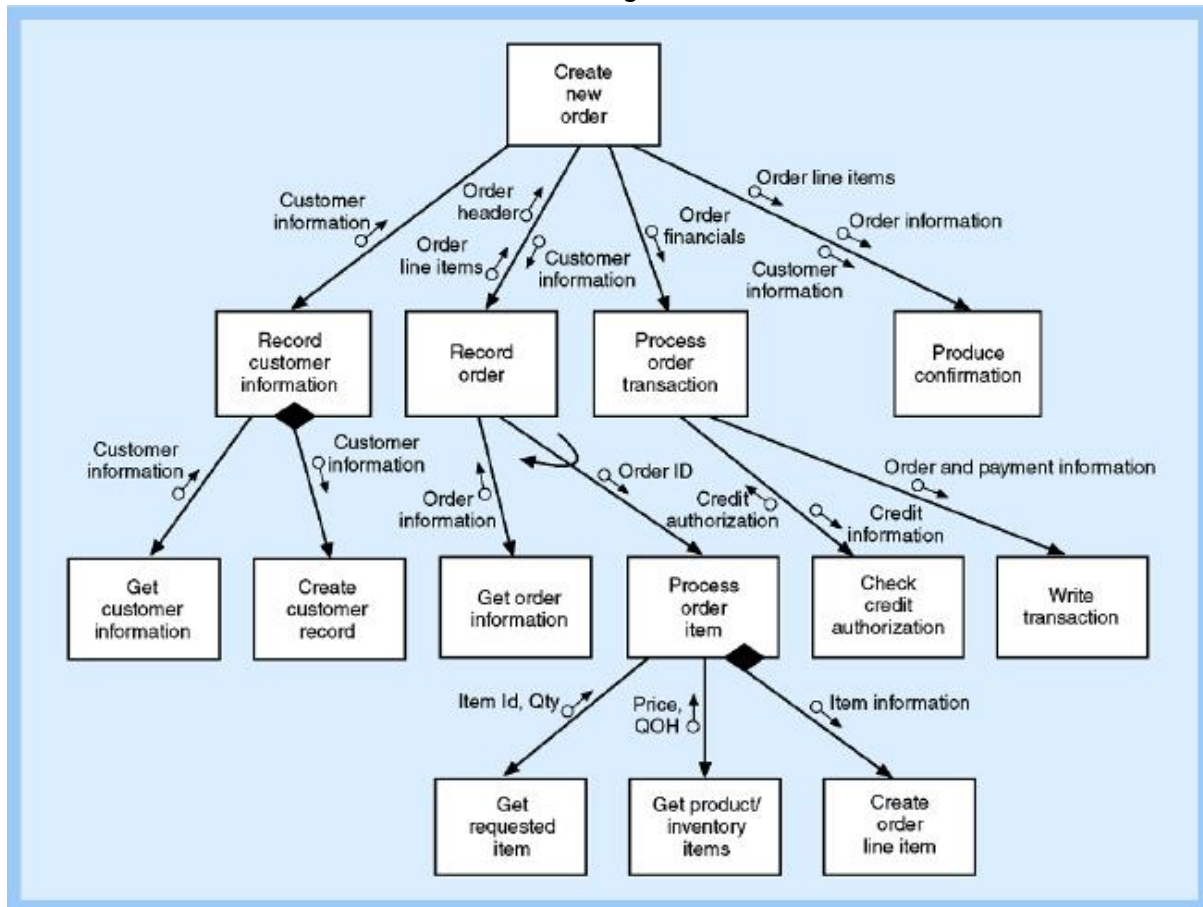 Create
new
order
Customer
information
Order
header
Order
line items
Customer
information
Order
financials
Order line items
Order information
Customer
information
Record
customer
information
Record
order
Process
order
transaction
Produce
confirmation
Customer
information
Customer
information
Order
information
Order ID
Credit
authorization
Credit
information
Order and payment information
Get
customer
information
Create
customer
record
Get order
information
Process
order
item
Check
credit
authorization
Write
transaction
Item Id, Qty
Price,
QOH
Item information
Get
requested
item
Get product/
inventory
items
Create
order
line item